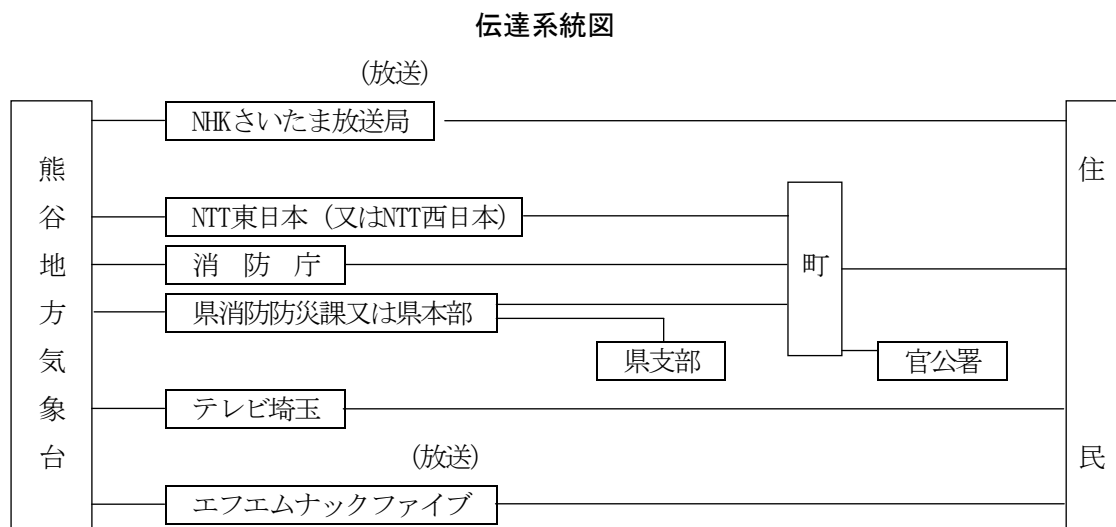 伝達系統図
(放送)
NHKさいたま放送局
熊谷地方気象台
住民
NTT東日本（又はNTT西日本）
消防庁
町
県消防防災課又は県本部
県支部
官公署
テレビ埼玉
(放送)
エフエムナックファイブ